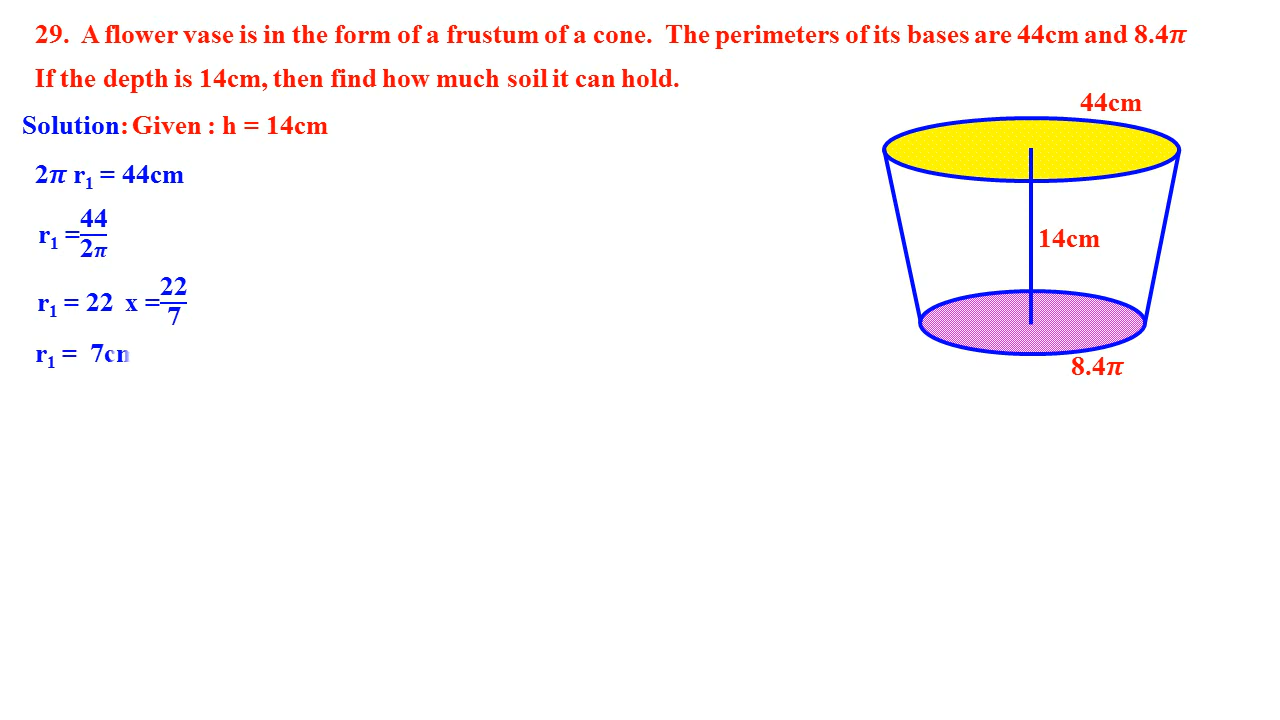 29. A flower vase is in the form of a frustum of a cone. The perimeters of its bases are 44cm and 8.4π
If the depth is 14cm, then find how much soil it can hold.
44cm
Solution: Given : h = 14cm
2π r₁ = 44cm
r₁ = 44/2π
14cm
r₁ = 22 x = 22/7
r₁ = 7cm
8.4π